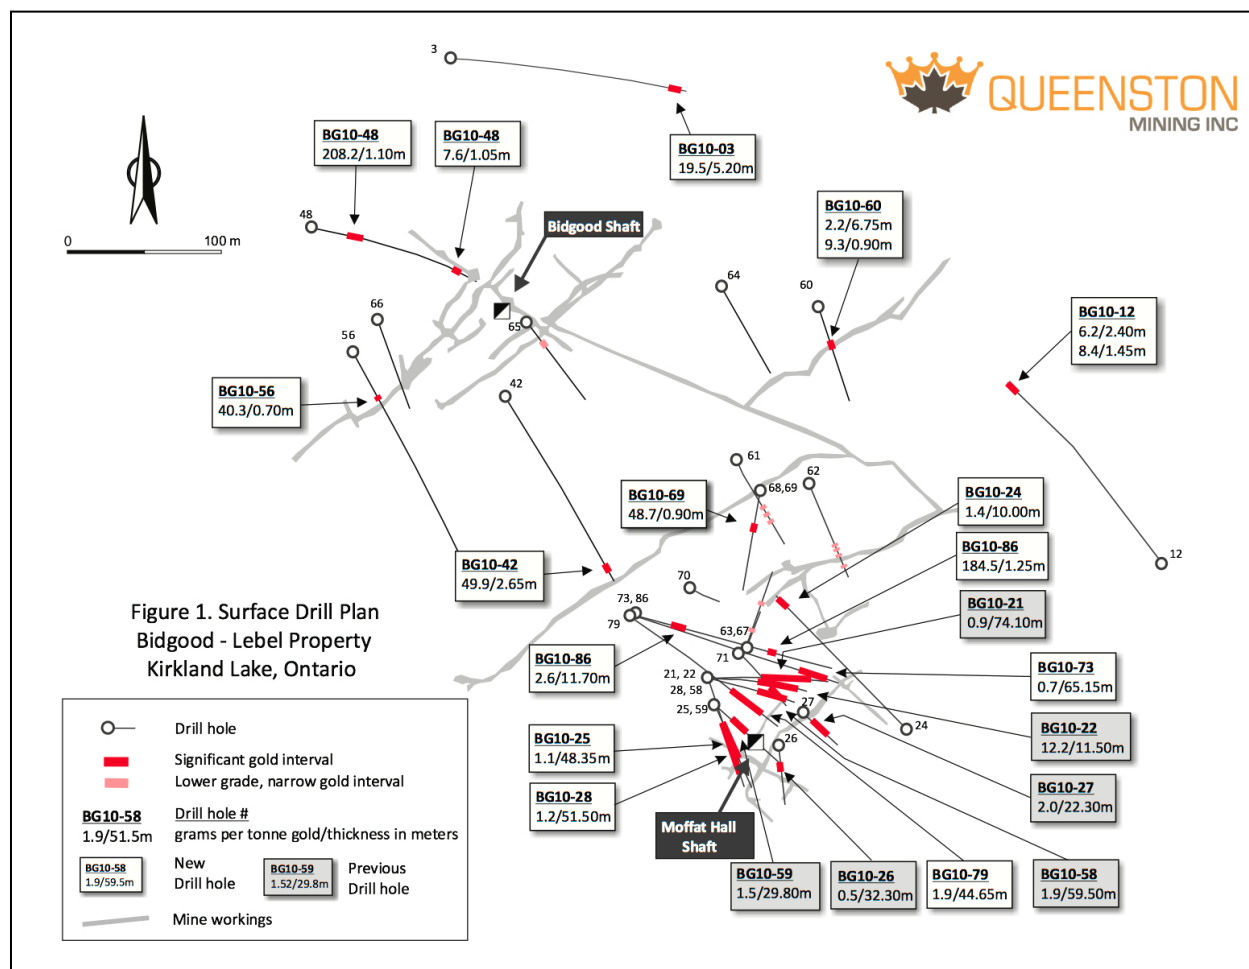 3
QUEENSTON
MINING INC
BG10-48
208.2/1.10m
BG10-48
7.6/1.05m
BG10-03
19.5/5.20m
BG10-60
2.2/6.75m
9.3/0.90m
48
Bidgood Shaft
0 100 m
64
60
66
65
56
BG10-12
6.2/2.40m
8.4/1.45m
BG10-56
40.3/0.70m
42
61
62
68,69
BG10-69
48.7/0.90m
BG10-24
1.4/10.00m
BG10-86
184.5/1.25m
12
BG10-42
49.9/2.65m
70
BG10-21
0.9/74.10m
Figure 1. Surface Drill Plan
Bidgood - Lebel Property
Kirkland Lake, Ontario
73, 86
79
63,67
71
BG10-86
2.6/11.70m
21, 22
28, 58
25, 59
BG10-73
0.7/65.15m
27
24
26
BG10-22
12.2/11.50m
BG10-25
1.1/48.35m
BG10-27
2.0/22.30m
BG10-28
1.2/51.50m
Moffat Hall
Shaft
BG10-59
1.5/29.80m
BG10-26
0.5/32.30m
BG10-79
1.9/44.65m
BG10-58
1.9/59.50m
Drill hole
Significant gold interval
Lower grade, narrow gold interval
BG10-58
1.9/51.5m
Drill hole #
grams per tonne gold/thickness in meters
BG10-58
1.9/59.5m
New
Drill hole
BG10-59
1.52/29.8m
Previous
Drill hole
Mine workings